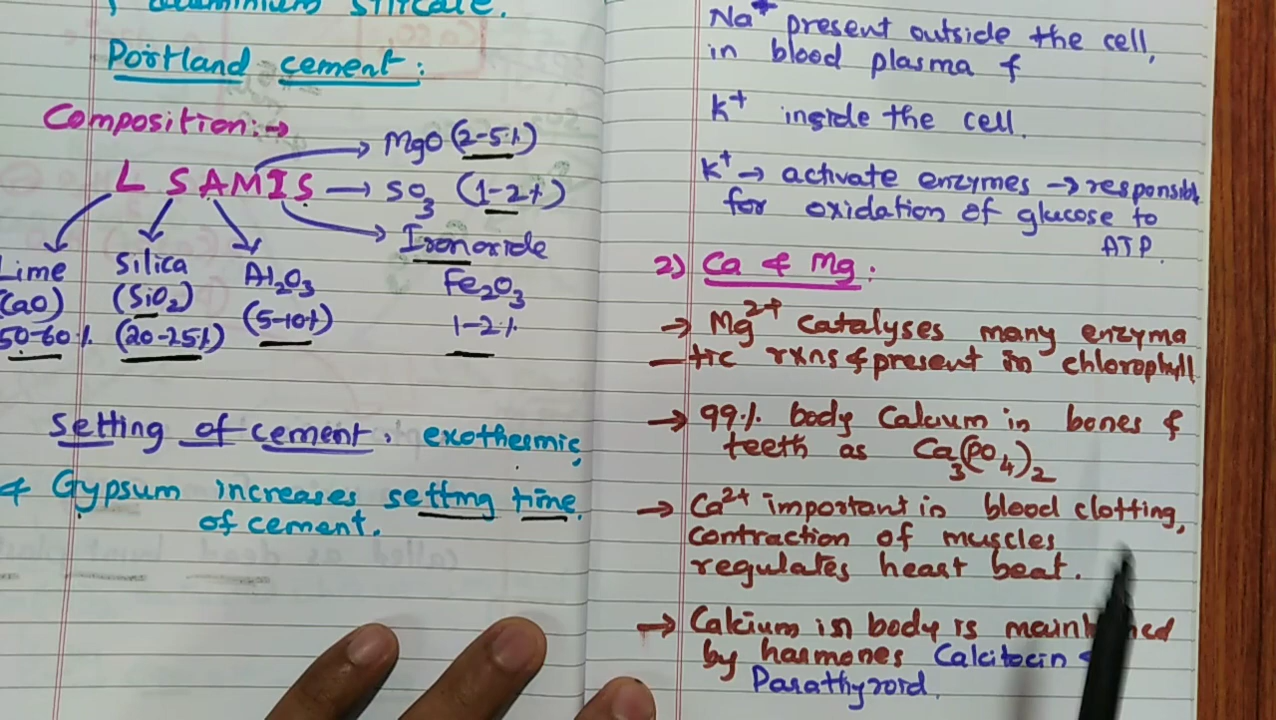 aluminium silicate.
Portland cement:
Composition:→
MgO (2-5%)
L S A M I S → SO3 (1-2%)
Iron oxide
Fe2O3
1-2%
Lime
(CaO)
50-60%
Silica
(SiO2)
(20-25%)
Al2O3
(5-10%)
Setting of cement, exothermic,
& Gypsum increases setting time
of cement.
Na+ present outside the cell,
in blood plasma &
K+ inside the cell.
K+ → activate enzymes → responsible
for oxidation of glucose to
ATP.
2) Ca & Mg.
→ Mg2+ catalyses many enzyma
-tic rxns & present in chlorophyll
→ 99% body Calcium in bones &
teeth as Ca3(PO4)2
→ Ca2+ important in blood clotting,
contraction of muscles
regulates heart beat.
→ Calcium in body is
by harmones Calcitocin &
Parathyroid.